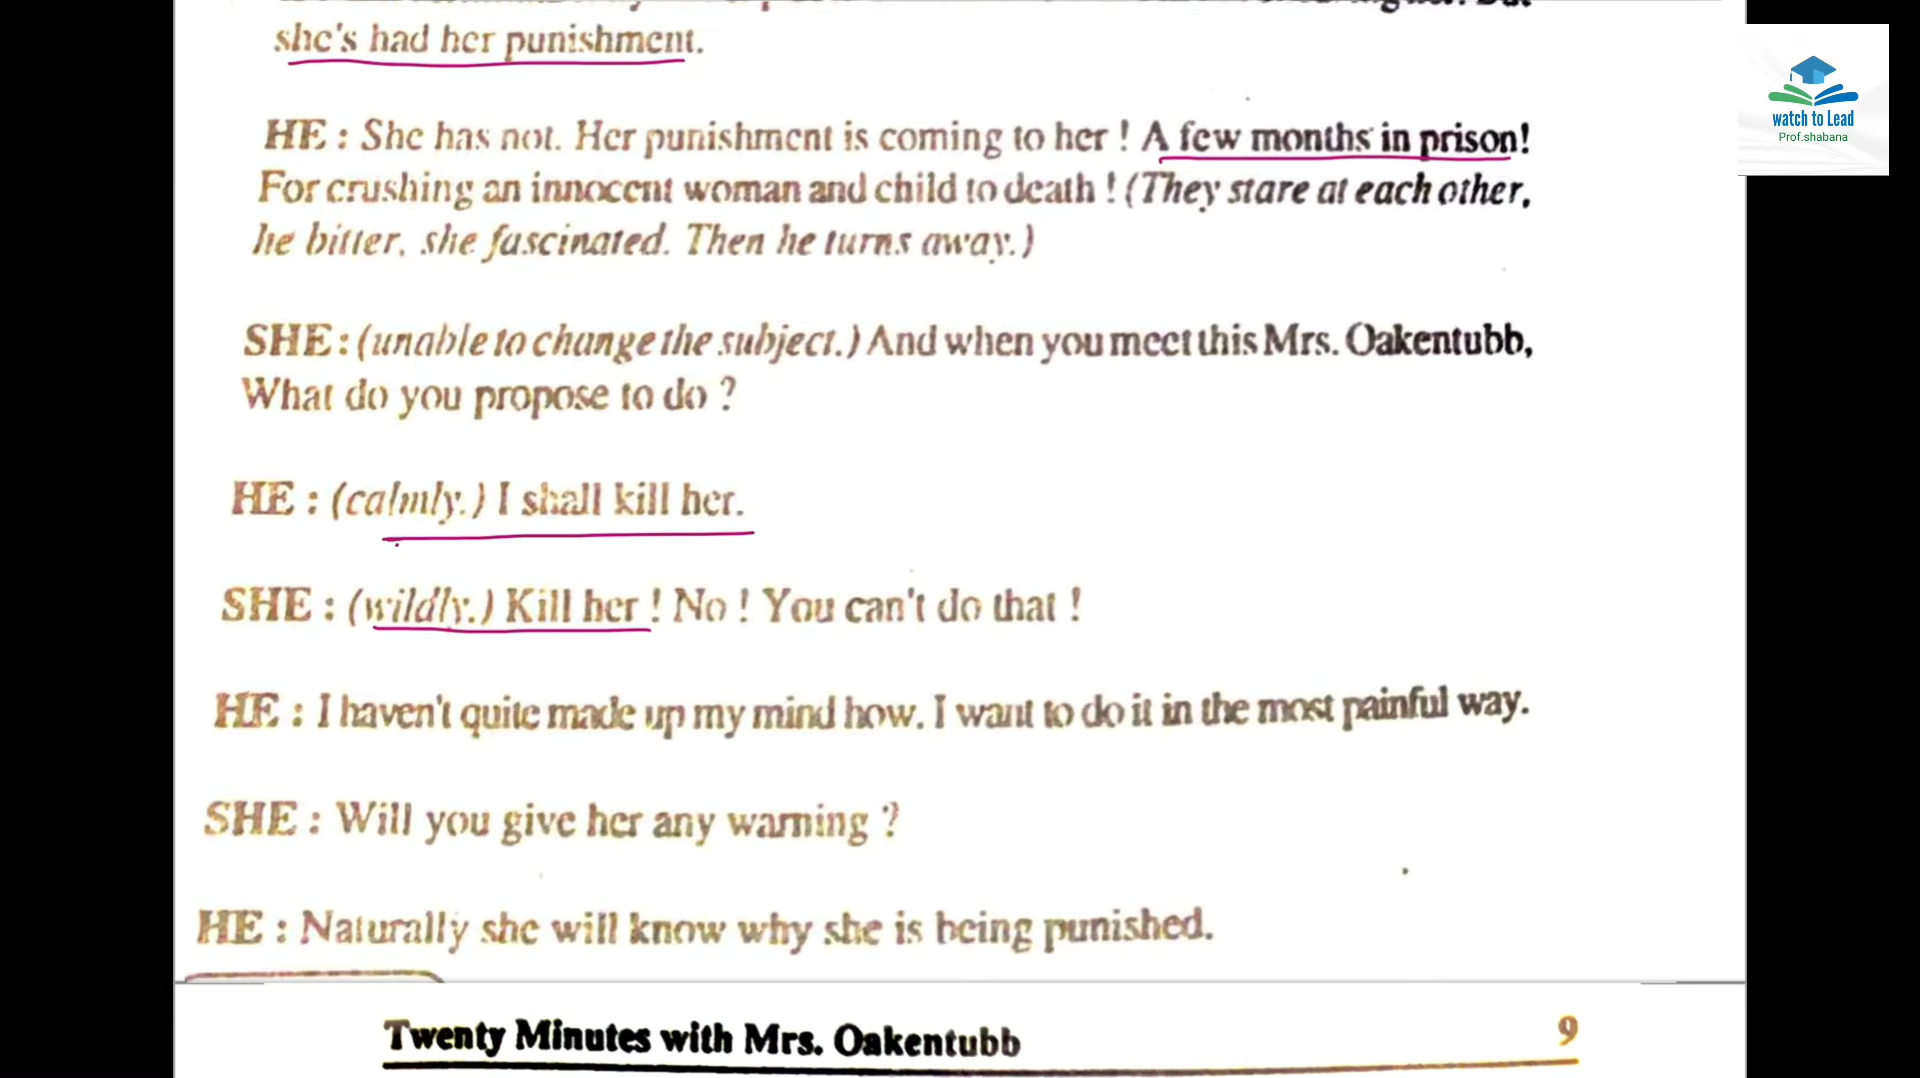 she's had her punishment.
HE : She has not. Her punishment is coming to her ! A few months in prison!
For crushing an innocent woman and child to death ! (They stare at each other,
he bitter, she fascinated. Then he turns away.)
SHE : (unable to change the subject.) And when you meet this Mrs. Oakentubb,
What do you propose to do ?
HE : (calmly.) I shall kill her.
SHE : (wildly.) Kill her ! No ! You can't do that !
HE : I haven't quite made up my mind how. I want to do it in the most painful way.
SHE : Will you give her any warning ?
HE : Naturally she will know why she is being punished.
Twenty Minutes with Mrs. Oakentubb 9
watch to Lead
Prof.shabana